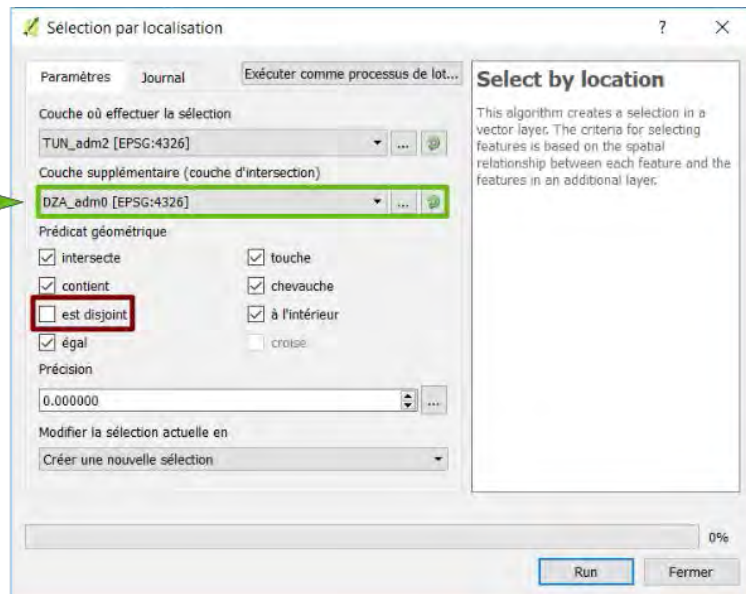 Sélection par localisation
?
Paramètres
Journal
Exécuter comme processus de lot...
Couche où effectuer la sélection
TUN_adm2 [EPSG:4326]
...
Couche supplémentaire (couche d'intersection)
DZA_adm0 [EPSG:4326]
...
Prédicat géométrique
intersecte
touche
contient
chevauche
est disjoint
à l'intérieur
égal
croise
Précision
0.000000
...
Modifier la sélection actuelle en
Créer une nouvelle sélection
Select by location
This algorithm creates a selection in a
vector layer. The criteria for selecting
features is based on the spatial
relationship between each feature and the
features in an additional layer.
0%
Run
Fermer